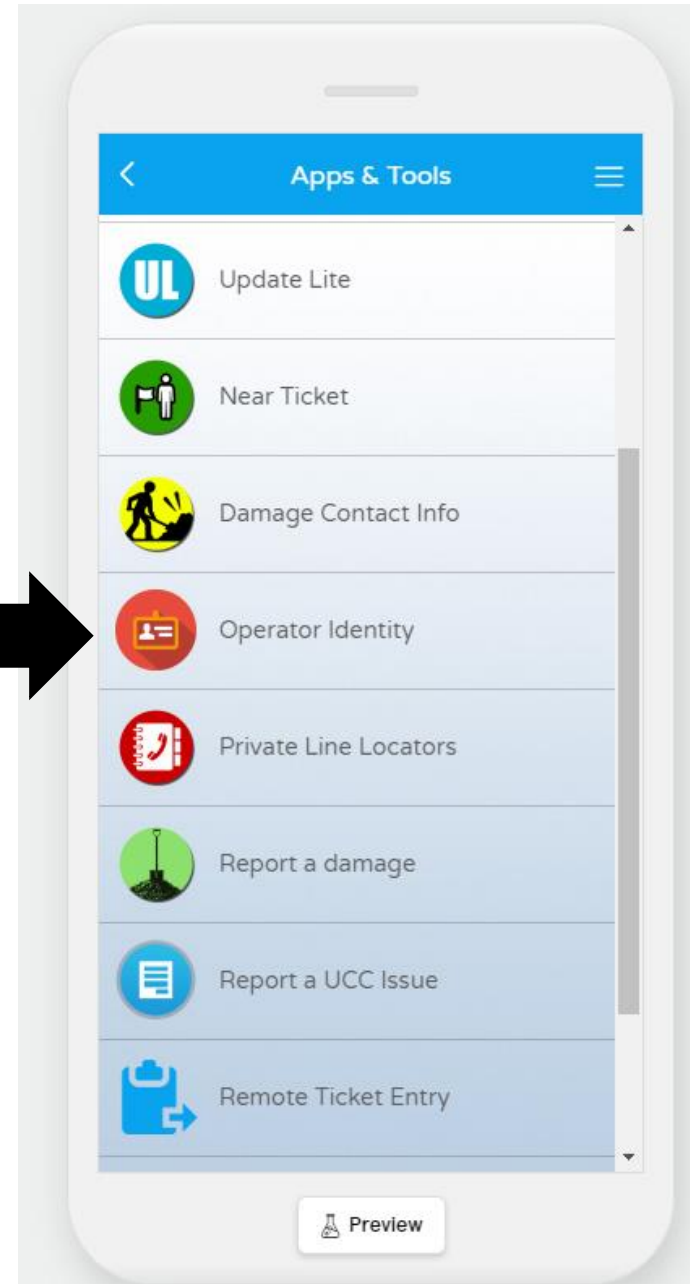 Apps & Tools
UL
Update Lite
Near Ticket
Damage Contact Info
Operator Identity
Private Line Locators
Report a damage
Report a UCC Issue
Remote Ticket Entry
Preview